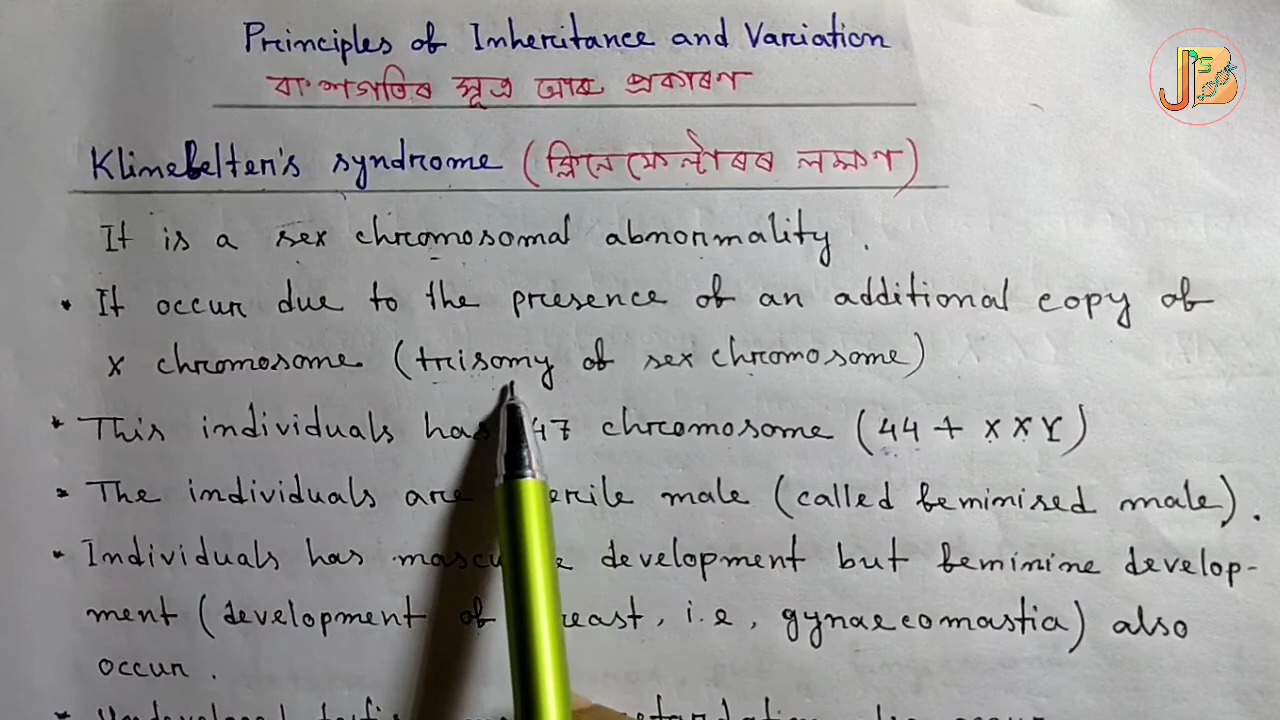 Principles of Inheritance and Variation
বংশগতিৰ সূত্ৰ আৰু প্ৰকাৰণ
Klinefelter's syndrome (ক্লিনেফেল্টাৰৰ লক্ষণ)
It is a sex chromosomal abnormality.
• It occur due to the presence of an additional copy of
X chromosome (trisomy of sex chromosome)
• This individuals has 47 chromosome (44 + XXY)
• The individuals are male (called feminised male).
• Individuals has development but feminine develop-
ment (development of i.e, gynaecomastia) also
occur.
JB's